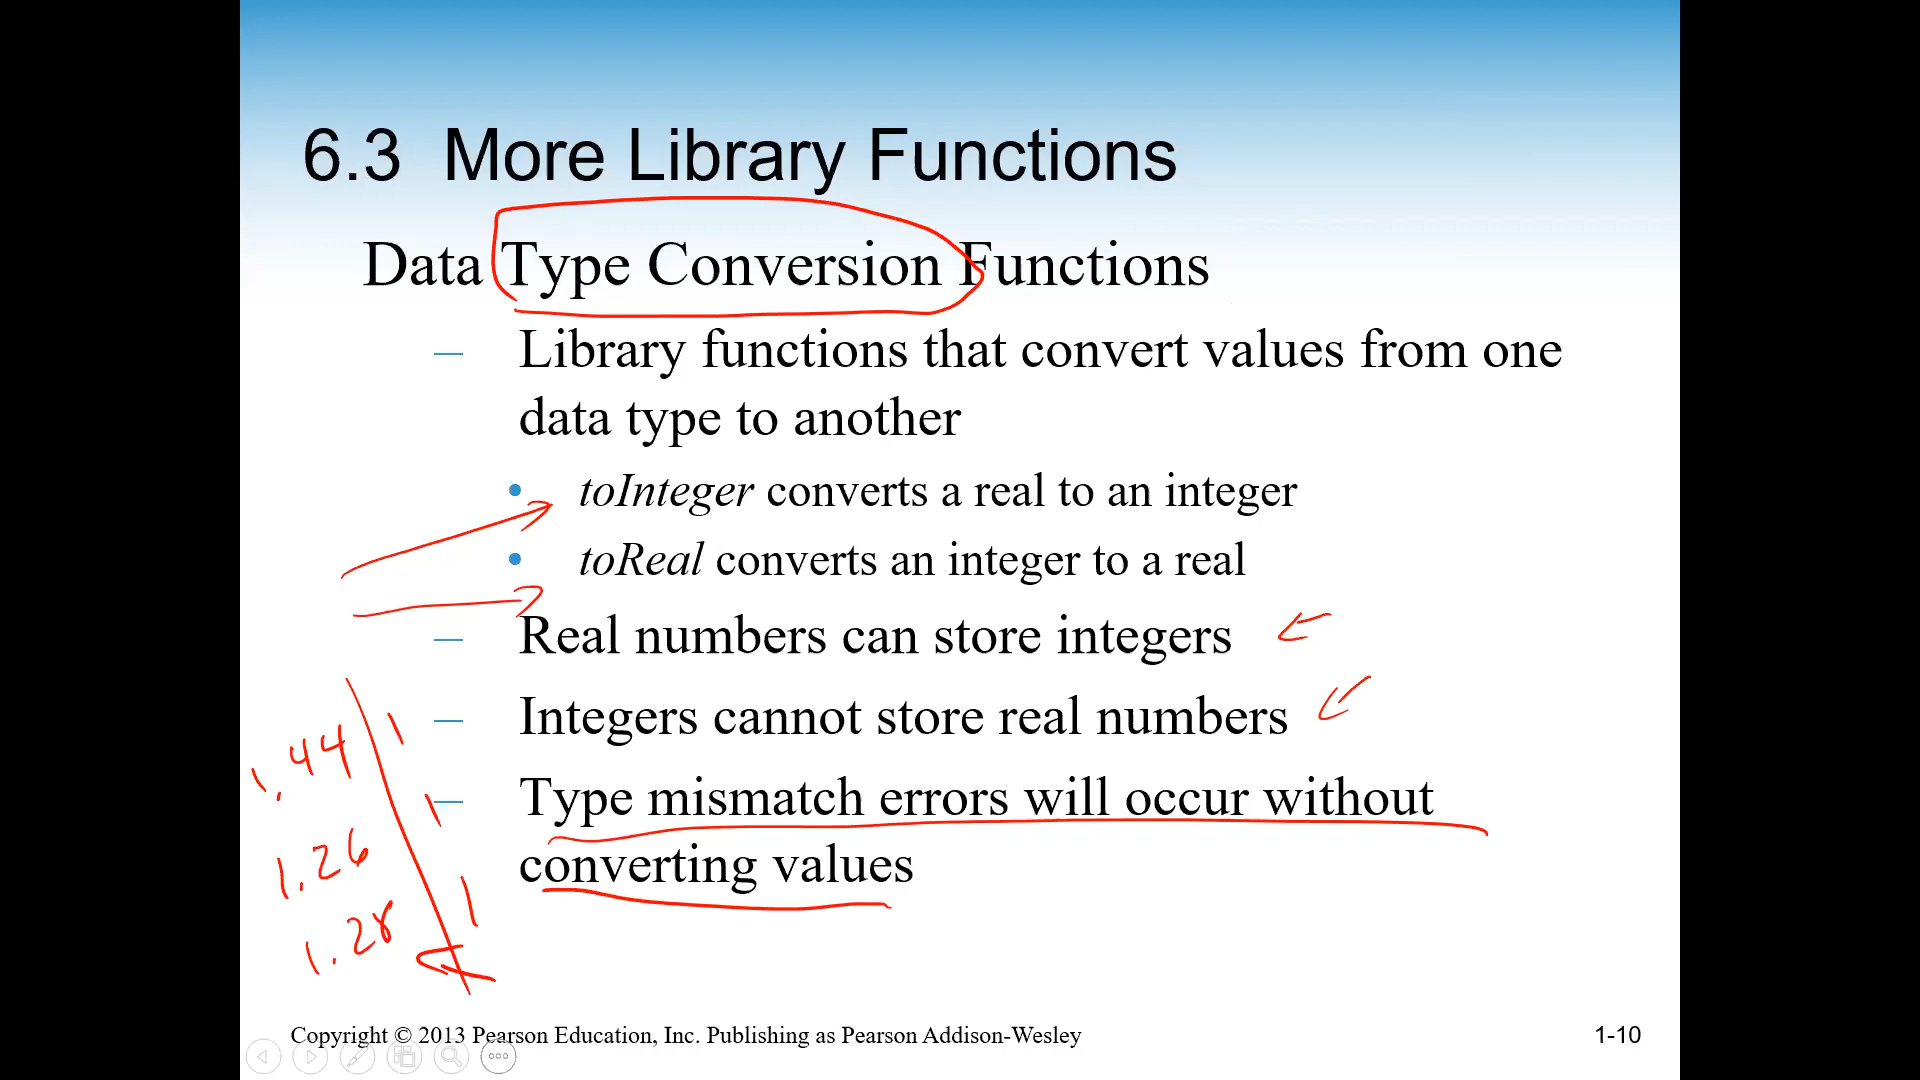 6.3 More Library Functions
Data Type Conversion Functions
– Library functions that convert values from one
data type to another
• toInteger converts a real to an integer
• toReal converts an integer to a real
– Real numbers can store integers
– Integers cannot store real numbers
– Type mismatch errors will occur without
converting values
1.44 1
1.26 1
1.28 1
Copyright © 2013 Pearson Education, Inc. Publishing as Pearson Addison-Wesley
1-10